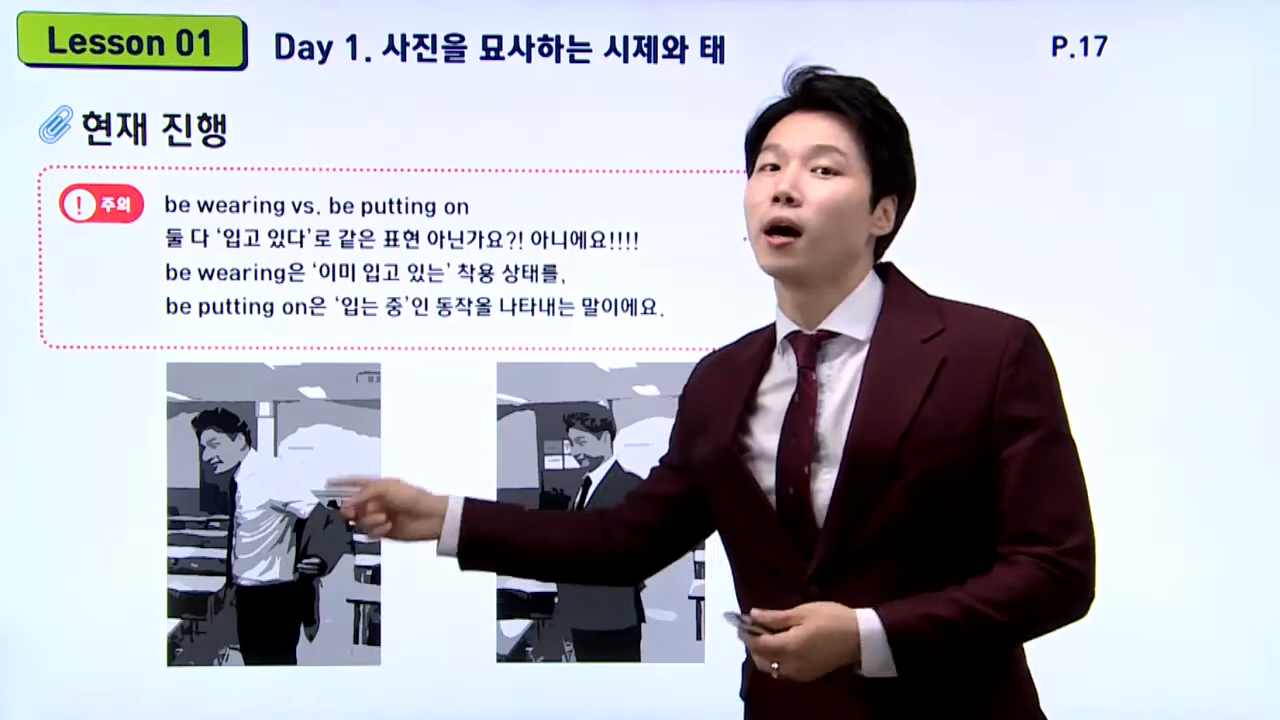 Lesson 01
Day 1. 사진을 묘사하는 시제와 태
P.17
현재 진행
주의
be wearing vs. be putting on
둘 다 ‘입고 있다’로 같은 표현 아닌가요?! 아니에요!!!!
be wearing은 ‘이미 입고 있는’ 착용 상태를,
be putting on은 ‘입는 중’인 동작을 나타내는 말이에요.